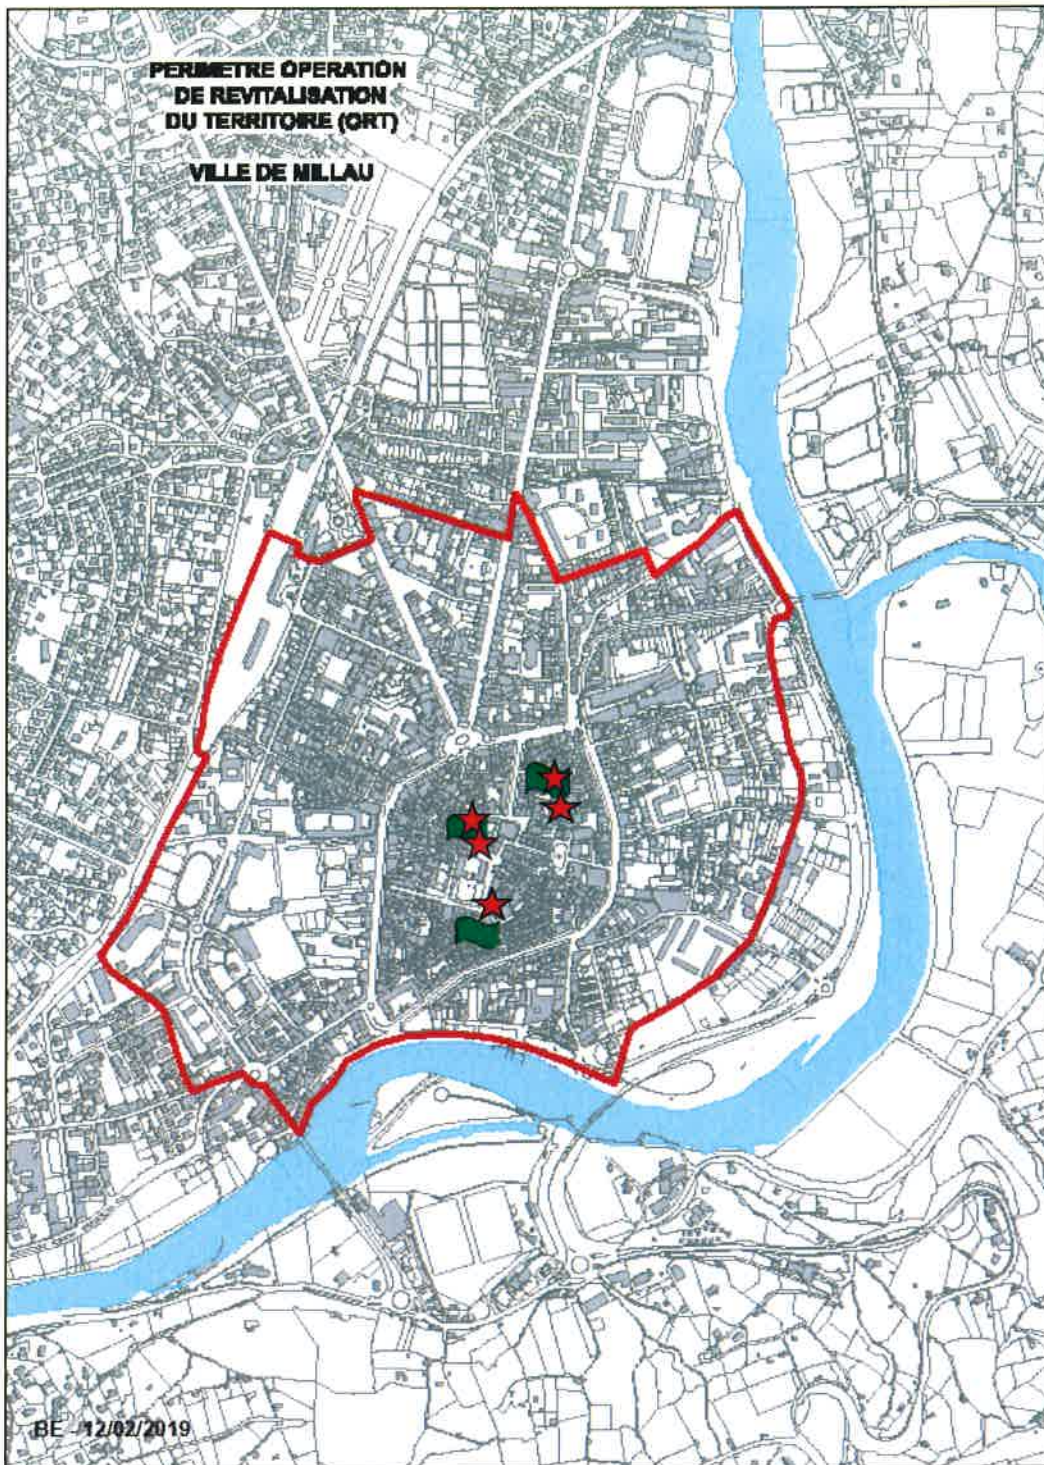 PERIMETRE OPERATION
DE REVITALISATION
DU TERRITOIRE (ORT)
VILLE DE MILLAU
BE - 12/02/2019